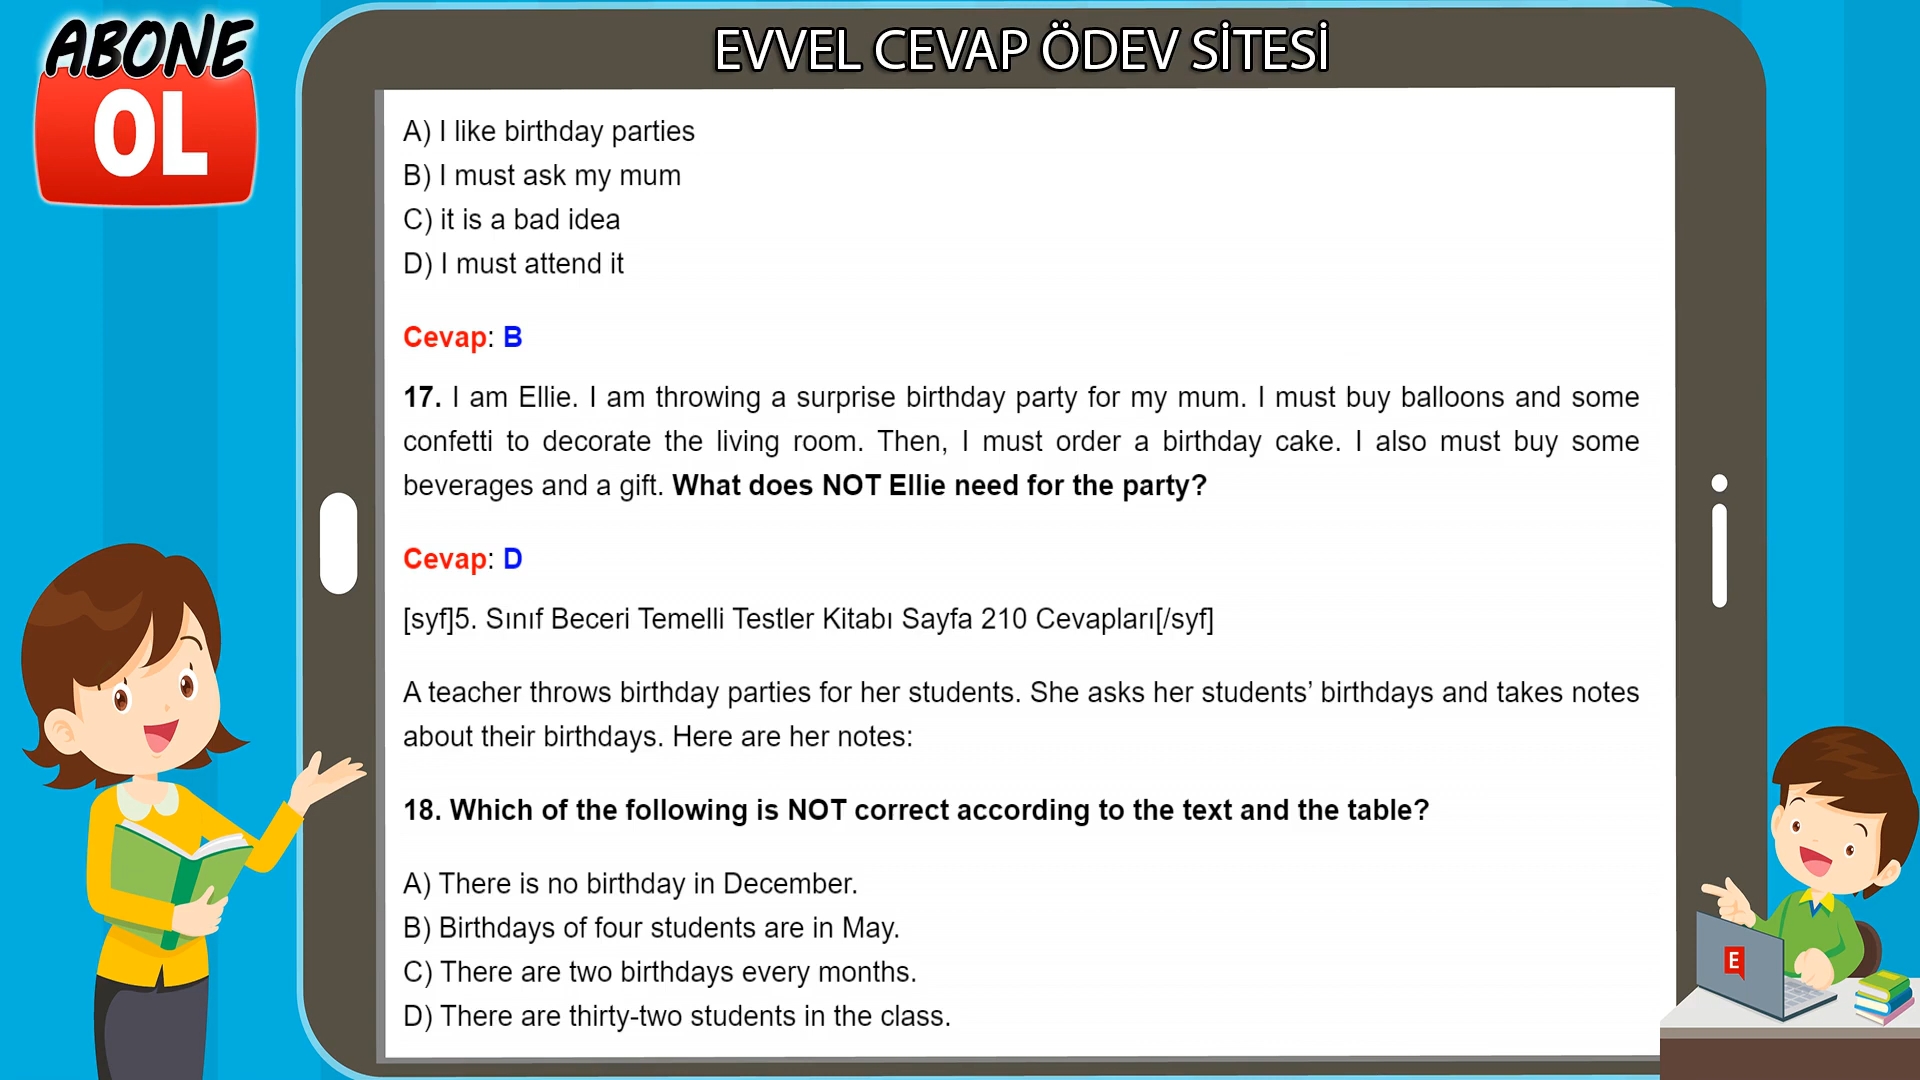 ABONE
OL
EVVEL CEVAP ÖDEV SİTESİ
A) I like birthday parties
B) I must ask my mum
C) it is a bad idea
D) I must attend it
Cevap: B
17. I am Ellie. I am throwing a surprise birthday party for my mum. I must buy balloons and some
confetti to decorate the living room. Then, I must order a birthday cake. I also must buy some
beverages and a gift. What does NOT Ellie need for the party?
Cevap: D
[syf]5. Sınıf Beceri Temelli Testler Kitabı Sayfa 210 Cevapları[/syf]
A teacher throws birthday parties for her students. She asks her students’ birthdays and takes notes
about their birthdays. Here are her notes:
18. Which of the following is NOT correct according to the text and the table?
A) There is no birthday in December.
B) Birthdays of four students are in May.
C) There are two birthdays every months.
D) There are thirty-two students in the class.
E